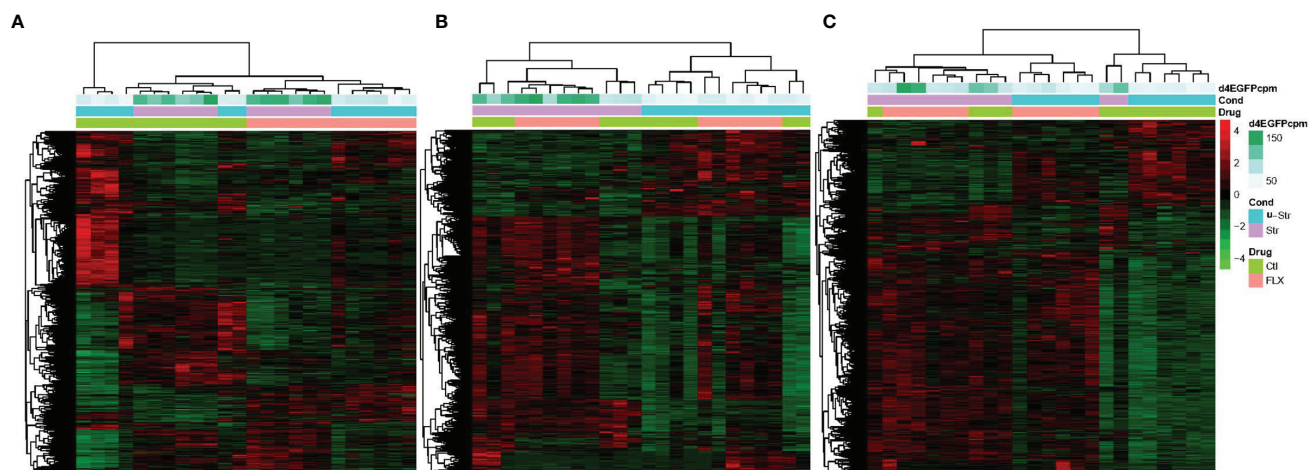 A
B
C
d4EGFPcpm
Cond
Drug
4
2
0
−2
−4
d4EGFPcpm
150
50
Cond
u-Str
Str
Drug
Ctl
FLX